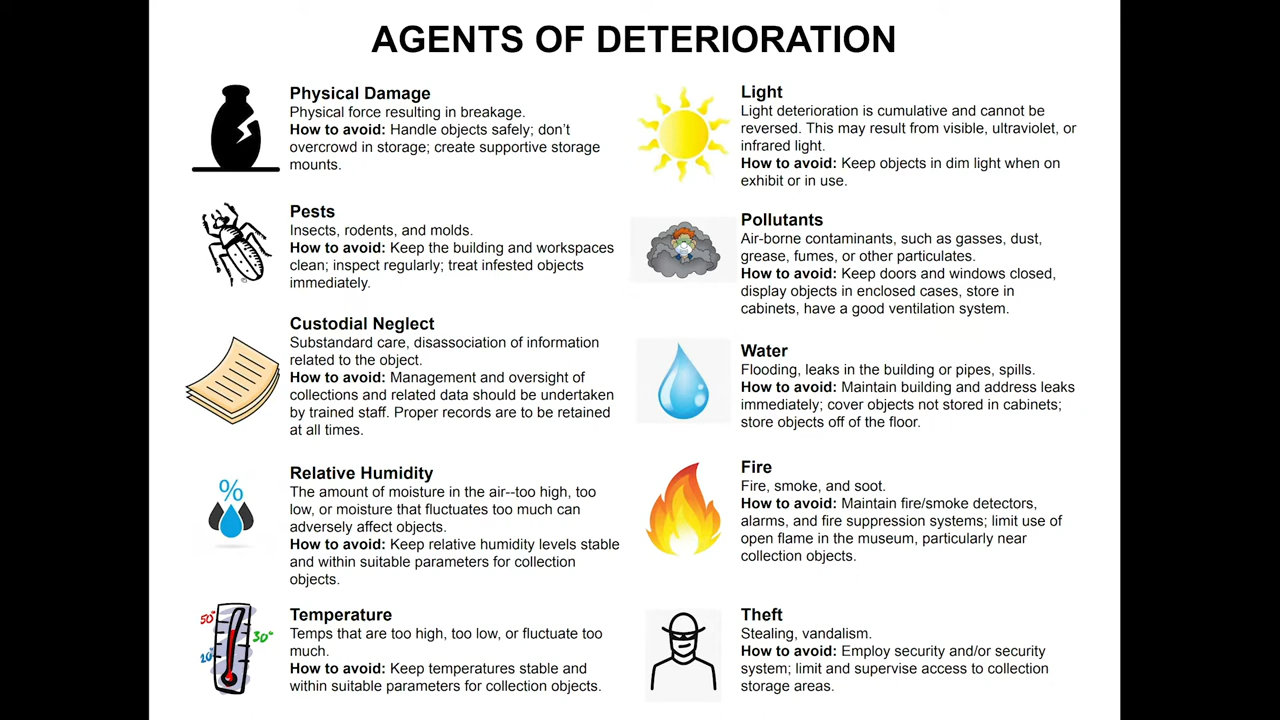 AGENTS OF DETERIORATION
Physical Damage
Physical force resulting in breakage.
How to avoid: Handle objects safely; don't
overcrowd in storage; create supportive storage
mounts.
Pests
Insects, rodents, and molds.
How to avoid: Keep the building and workspaces
clean; inspect regularly; treat infested objects
immediately.
Custodial Neglect
Substandard care, disassociation of information
related to the object.
How to avoid: Management and oversight of
collections and related data should be undertaken
by trained staff. Proper records are to be retained
at all times.
%
Relative Humidity
The amount of moisture in the air--too high, too
low, or moisture that fluctuates too much can
adversely affect objects.
How to avoid: Keep relative humidity levels stable
and within suitable parameters for collection
objects.
50°
30°
20°
Temperature
Temps that are too high, too low, or fluctuate too
much.
How to avoid: Keep temperatures stable and
within suitable parameters for collection objects.
Light
Light deterioration is cumulative and cannot be
reversed. This may result from visible, ultraviolet, or
infrared light.
How to avoid: Keep objects in dim light when on
exhibit or in use.
Pollutants
Air-borne contaminants, such as gasses, dust,
grease, fumes, or other particulates.
How to avoid: Keep doors and windows closed,
display objects in enclosed cases, store in
cabinets, have a good ventilation system.
Water
Flooding, leaks in the building or pipes, spills.
How to avoid: Maintain building and address leaks
immediately; cover objects not stored in cabinets;
store objects off of the floor.
Fire
Fire, smoke, and soot.
How to avoid: Maintain fire/smoke detectors,
alarms, and fire suppression systems; limit use of
open flame in the museum, particularly near
collection objects.
Theft
Stealing, vandalism.
How to avoid: Employ security and/or security
system; limit and supervise access to collection
storage areas.